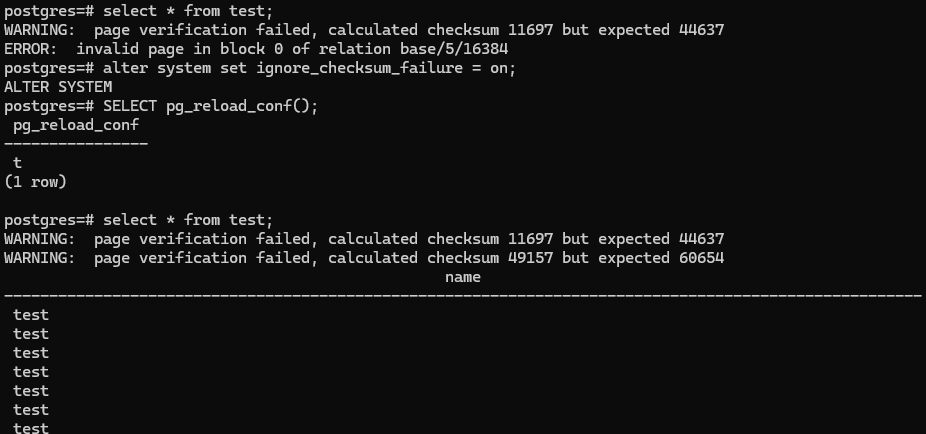 postgres=# select * from test;
WARNING:  page verification failed, calculated checksum 11697 but expected 44637
ERROR:  invalid page in block 0 of relation base/5/16384
postgres=# alter system set ignore_checksum_failure = on;
ALTER SYSTEM
postgres=# SELECT pg_reload_conf();
 pg_reload_conf
----------------
 t
(1 row)

postgres=# select * from test;
WARNING:  page verification failed, calculated checksum 11697 but expected 44637
WARNING:  page verification failed, calculated checksum 49157 but expected 60654
                                                 name
------------------------------------------------------------------------------------------------------
 test
 test
 test
 test
 test
 test
 test